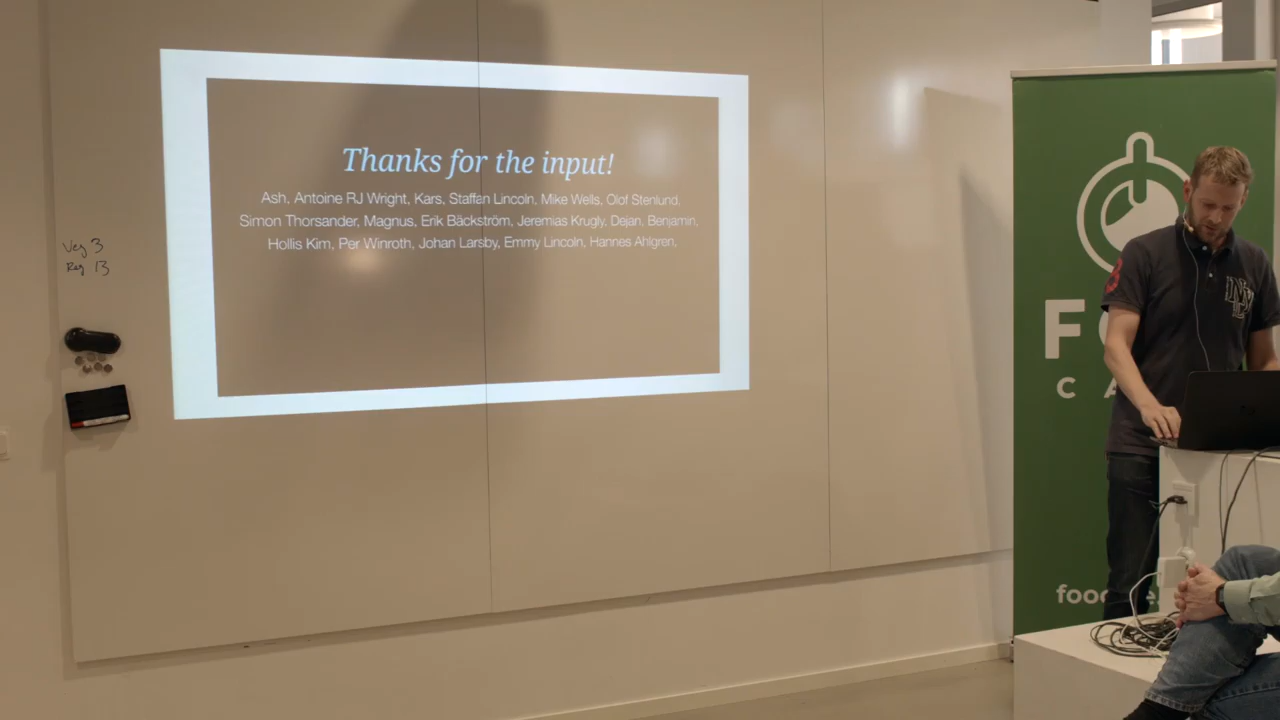 Thanks for the input!
Ash, Antoine RJ Wright, Kars, Staffan Lincoln, Mike Wells, Olof Stenlund,
Simon Thorsander, Magnus, Erik Bäckström, Jeremias Krugly, Dejan, Benjamin,
Hollis Kim, Per Winroth, Johan Larsby, Emmy Lincoln, Hannes Ahlgren,
Veg 3
Reg 13
F
CA
foo